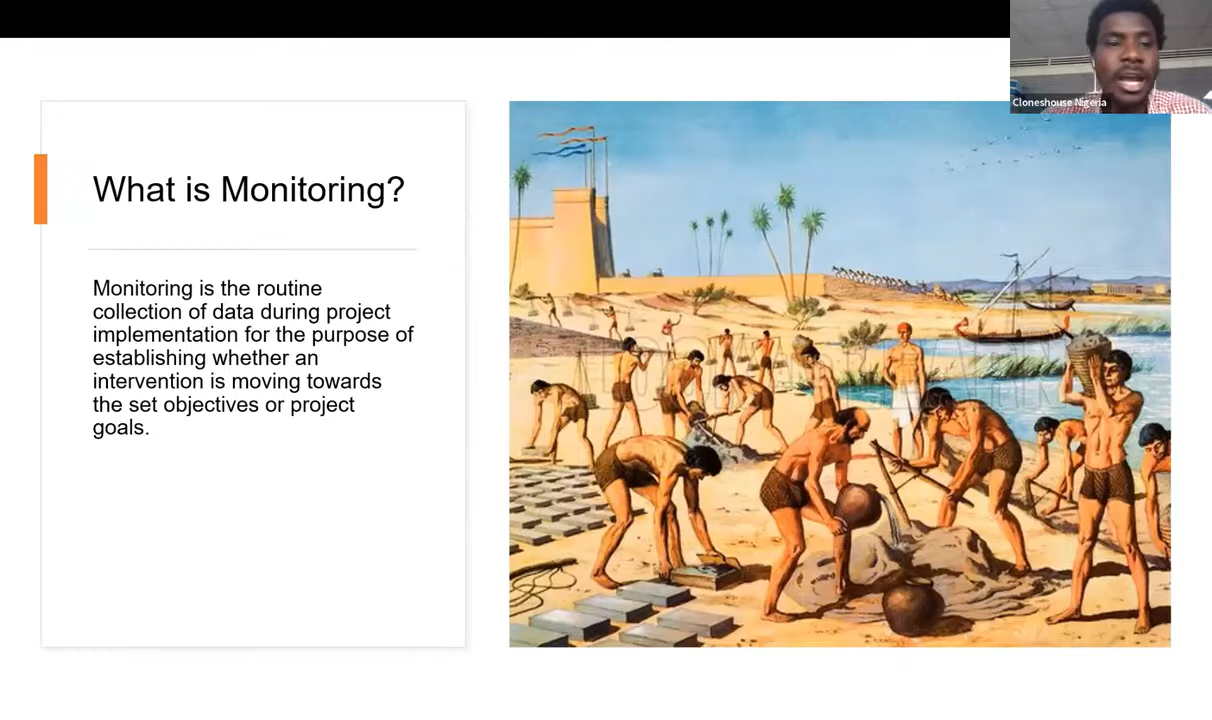 Cloneshouse Nigeria
What is Monitoring?
Monitoring is the routine
collection of data during project
implementation for the purpose of
establishing whether an
intervention is moving towards
the set objectives or project
goals.